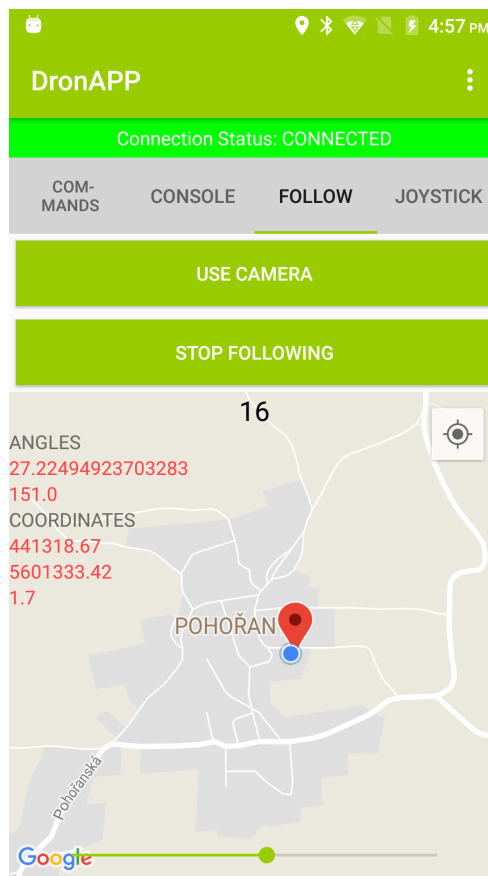 4:57 PM
DronAPP
Connection Status: CONNECTED
COM-
MANDS
CONSOLE
FOLLOW
JOYSTICK
USE CAMERA
STOP FOLLOWING
16
ANGLES
27.22494923703283
151.0
COORDINATES
441318.67
5601333.42
1.7
POHOŘAN
Pohořanská
Google